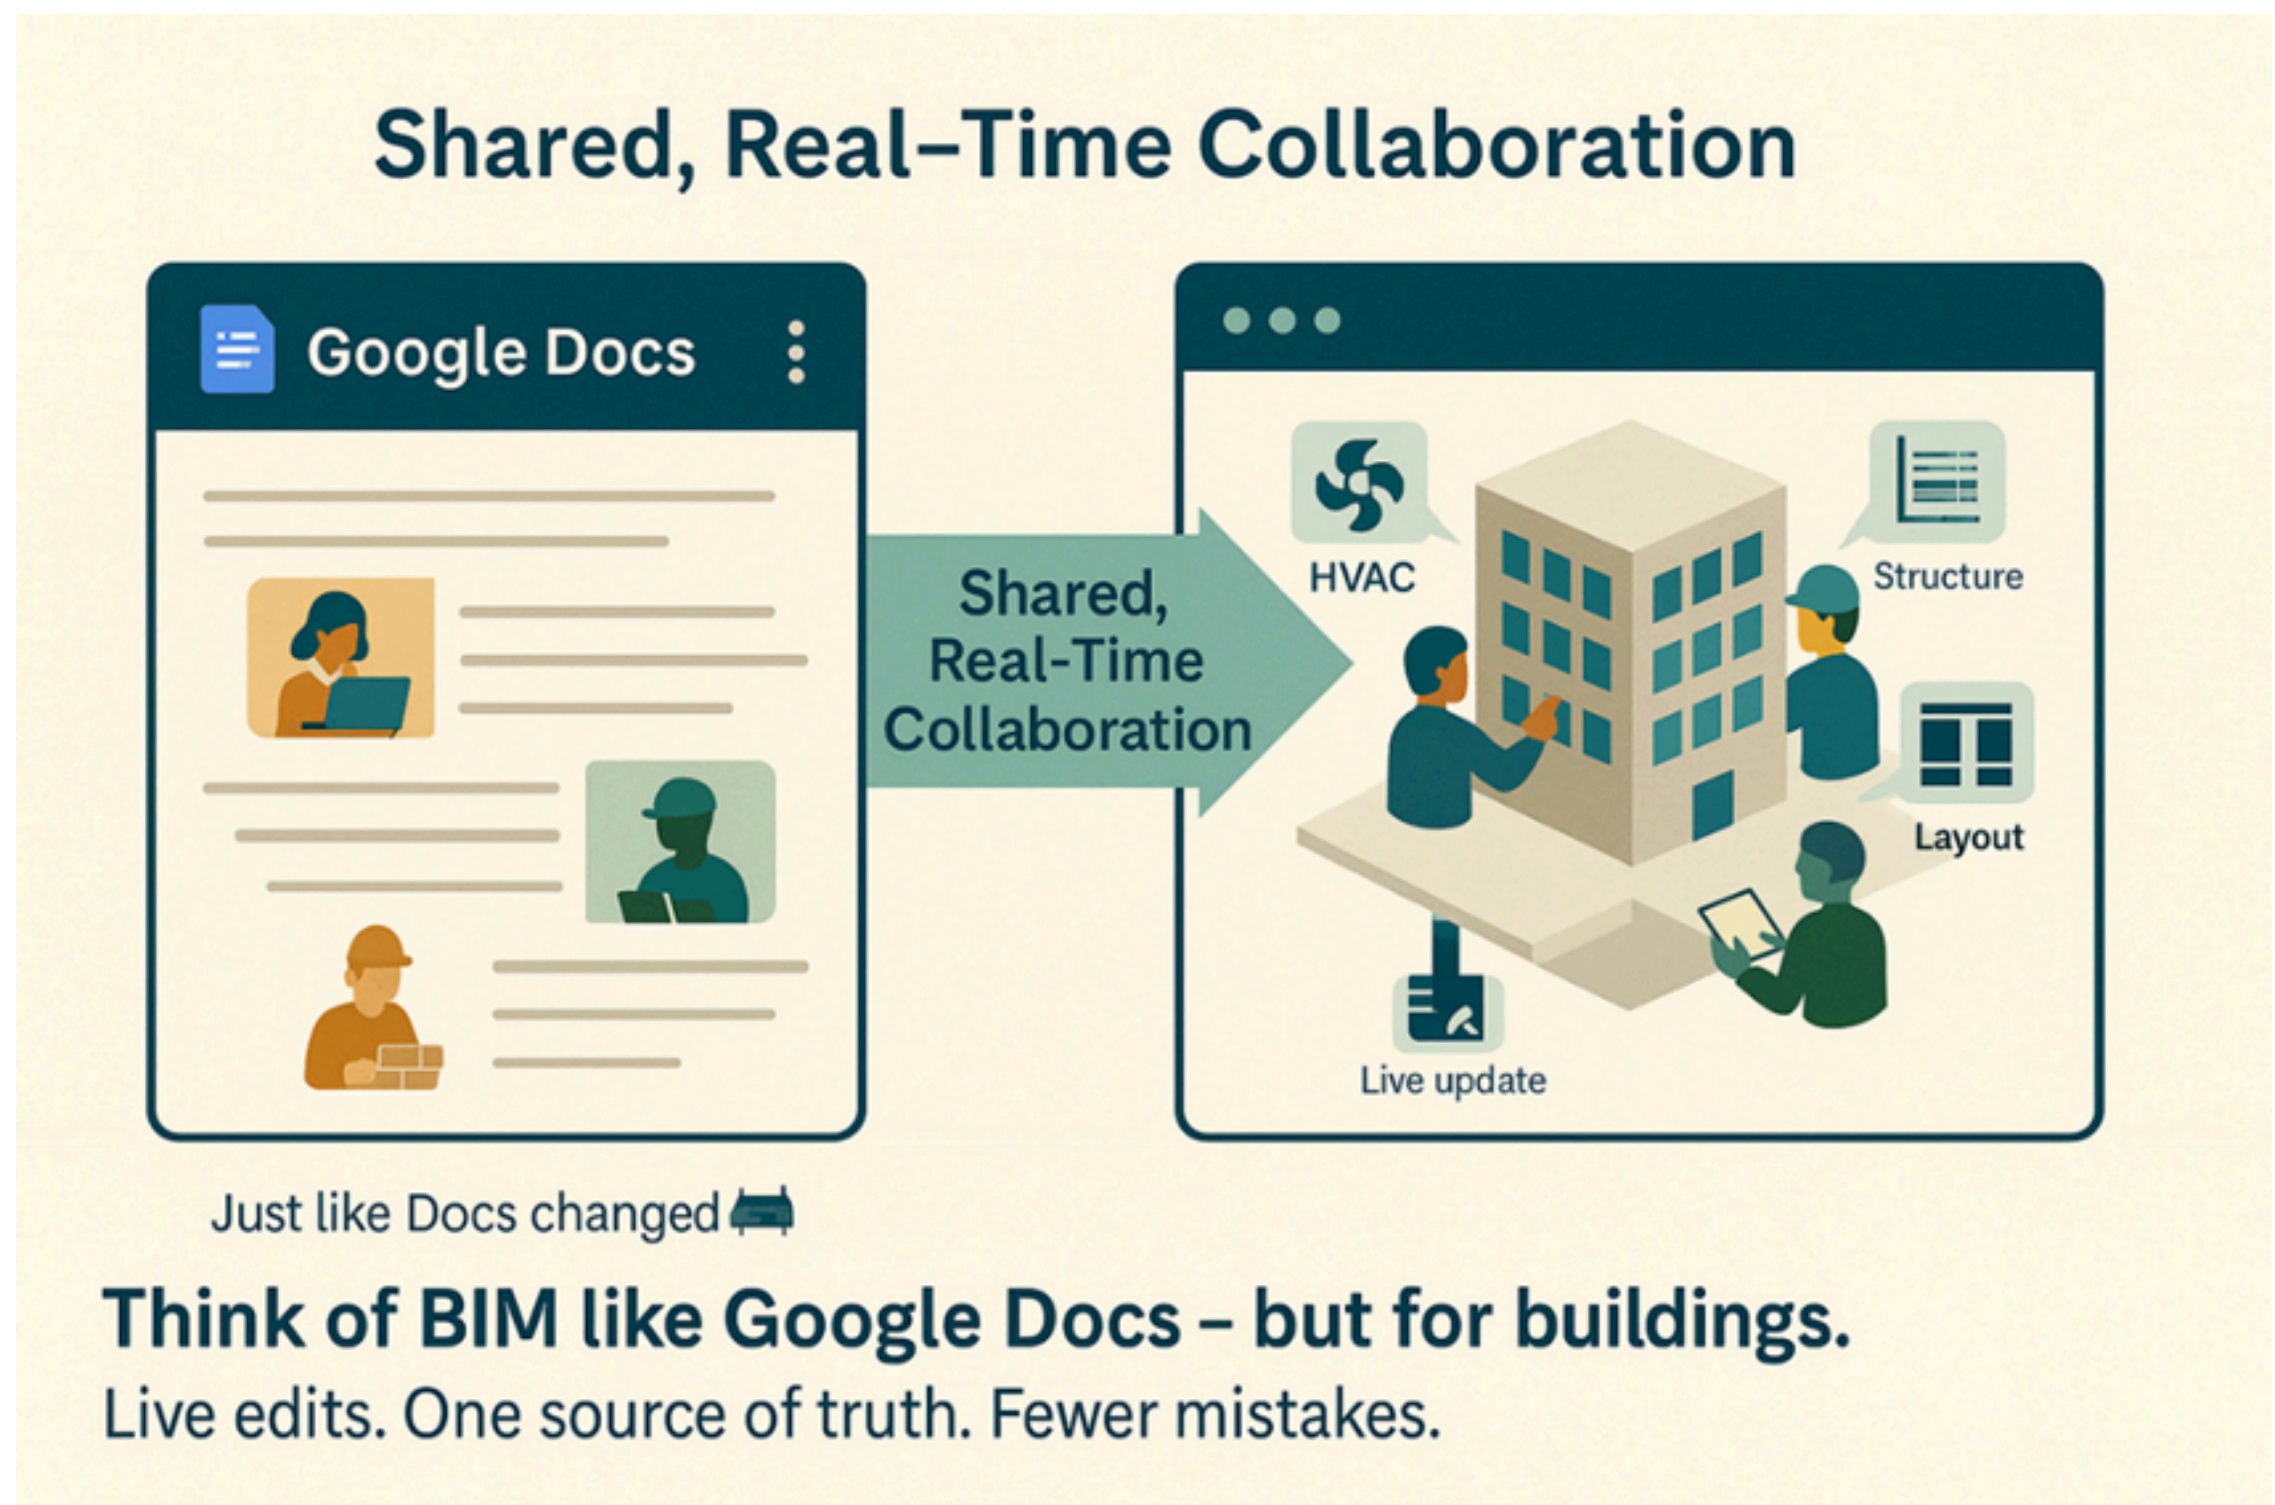 Shared, Real-Time Collaboration
Google Docs
Shared,
Real-Time
Collaboration
HVAC
Structure
Layout
Live update
Just like Docs changed
Think of BIM like Google Docs – but for buildings.
Live edits. One source of truth. Fewer mistakes.